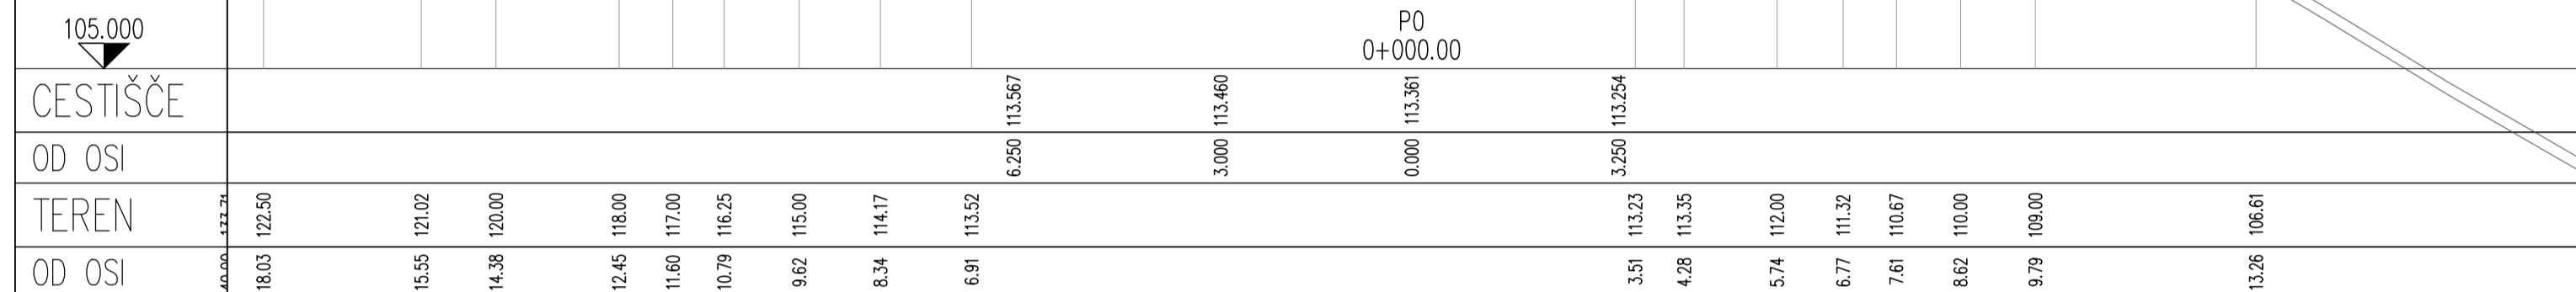 105.000
P0
0+000.00
CESTIŠČE 113.567 113.460 113.361 113.254
OD OSI 6.250 3.000 0.000 3.250
TEREN 122.50 121.02 120.00 118.00 117.00 116.25 115.00 114.17 113.52 113.23 113.35 112.00 111.32 110.67 110.00 109.00 106.61
OD OSI 18.03 15.55 14.38 12.45 11.60 10.79 9.62 8.34 6.91 3.51 4.28 5.74 6.77 7.61 8.62 9.79 13.26